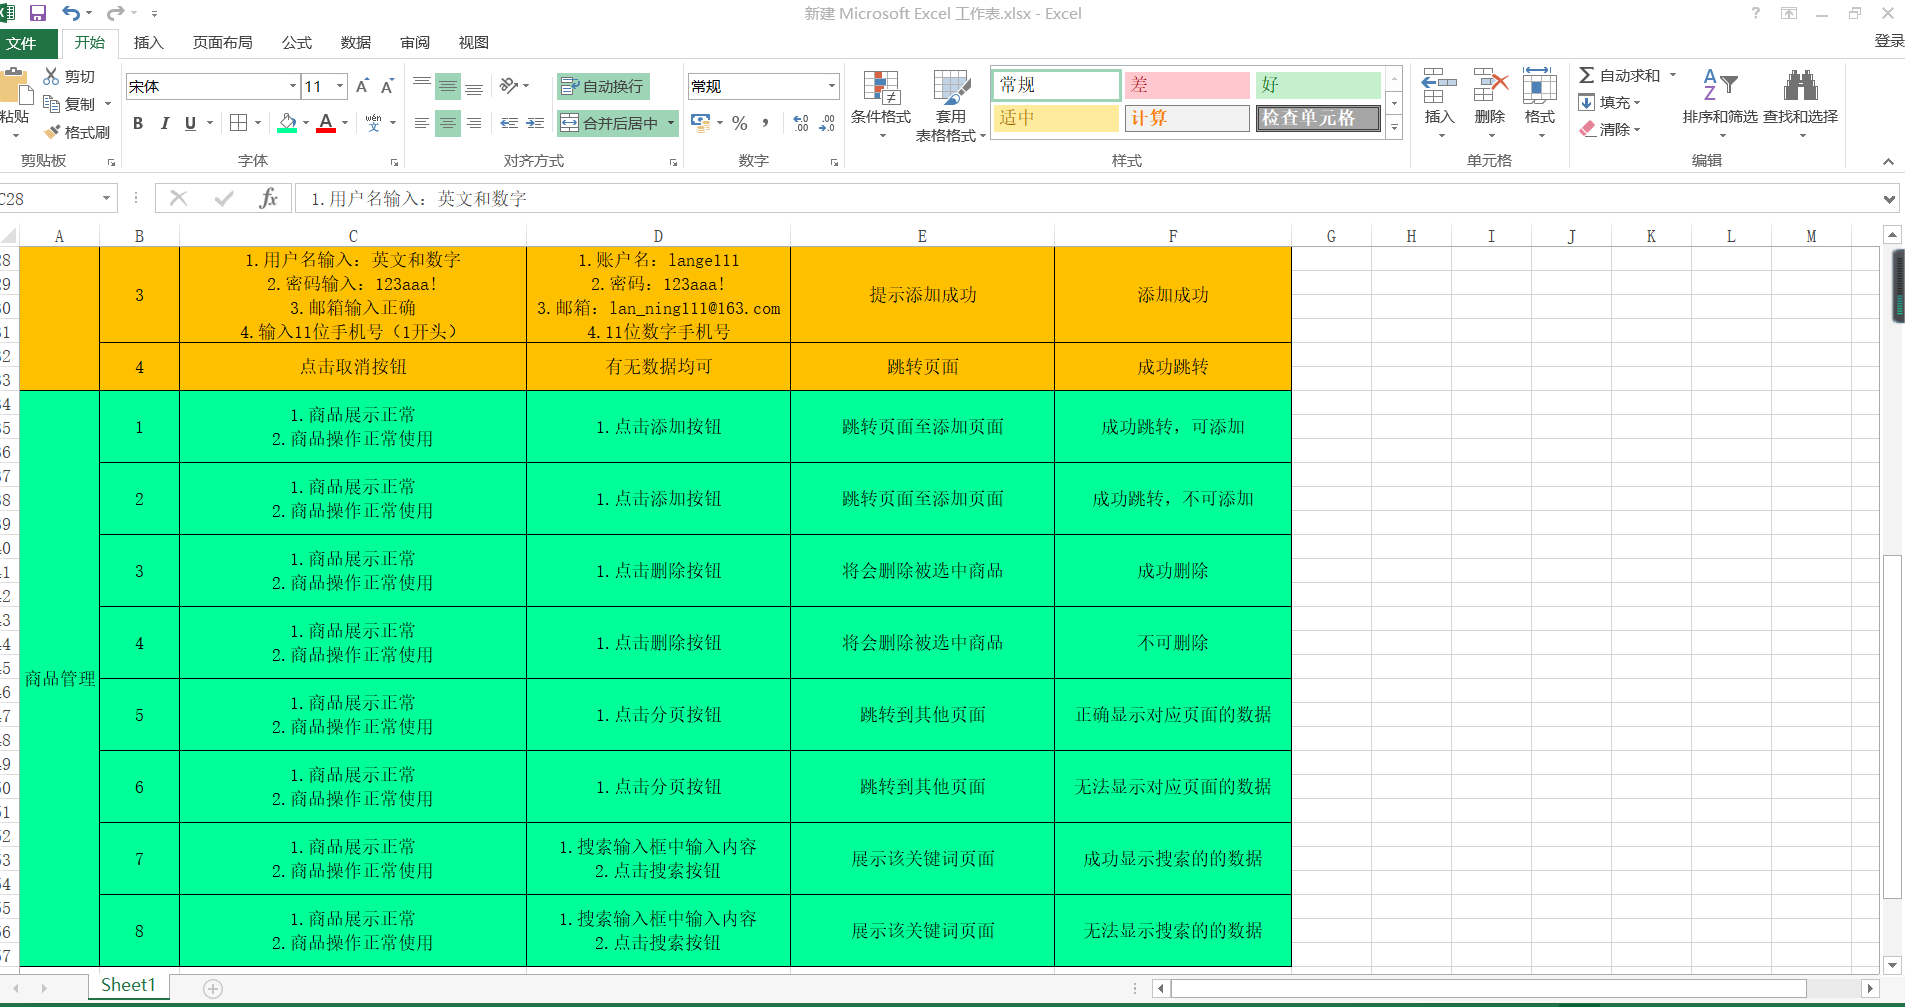 新建 Microsoft Excel 工作表.xlsx - Excel
文件 开始 插入 页面布局 公式 数据 审阅 视图 登录
剪切
复制
格式刷
粘贴
剪贴板
宋体 11
B I U
wén
文
字体
自动换行
合并后居中
对齐方式
常规
数字
条件格式
套用
表格格式
常规 差 好
适中 计算 检查单元格
样式
插入 删除 格式
单元格
自动求和
填充
清除
排序和筛选 查找和选择
编辑
C28 fx 1.用户名输入：英文和数字
A B C D E F G H I J K L M
3
1.用户名输入：英文和数字
2.密码输入：123aaa!
3.邮箱输入正确
4.输入11位手机号（1开头）
1.账户名：lange111
2.密码：123aaa!
3.邮箱：lan_ning111@163.com
4.11位数字手机号
提示添加成功
添加成功
4 点击取消按钮 有无数据均可 跳转页面 成功跳转
商品管理
1
1.商品展示正常
2.商品操作正常使用
1.点击添加按钮
跳转页面至添加页面
成功跳转，可添加
2
1.商品展示正常
2.商品操作正常使用
1.点击添加按钮
跳转页面至添加页面
成功跳转，不可添加
3
1.商品展示正常
2.商品操作正常使用
1.点击删除按钮
将会删除被选中商品
成功删除
4
1.商品展示正常
2.商品操作正常使用
1.点击删除按钮
将会删除被选中商品
不可删除
5
1.商品展示正常
2.商品操作正常使用
1.点击分页按钮
跳转到其他页面
正确显示对应页面的数据
6
1.商品展示正常
2.商品操作正常使用
1.点击分页按钮
跳转到其他页面
无法显示对应页面的数据
7
1.商品展示正常
2.商品操作正常使用
1.搜索输入框中输入内容
2.点击搜索按钮
展示该关键词页面
成功显示搜索的的数据
8
1.商品展示正常
2.商品操作正常使用
1.搜索输入框中输入内容
2.点击搜索按钮
展示该关键词页面
无法显示搜索的的数据
Sheet1